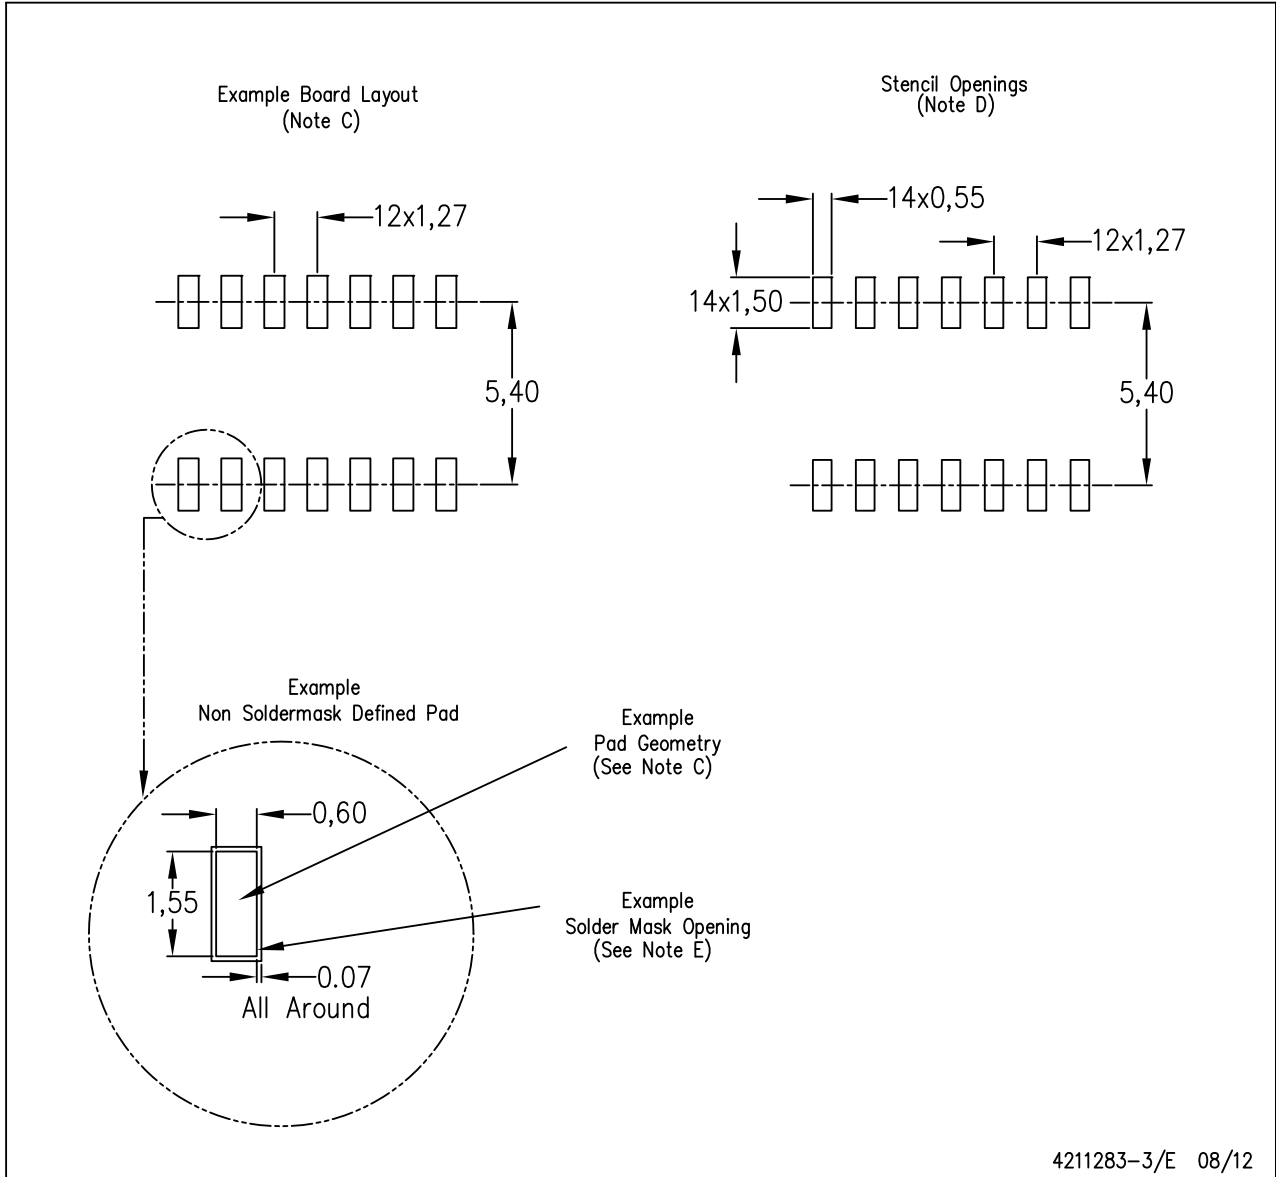 Example Board Layout
(Note C)
Stencil Openings
(Note D)
12x1,27
14x0,55
12x1,27
14x1,50
5,40
5,40
Example
Non Soldermask Defined Pad
Example
Pad Geometry
(See Note C)
0,60
1,55
Example
Solder Mask Opening
(See Note E)
0.07
All Around
4211283-3/E 08/12